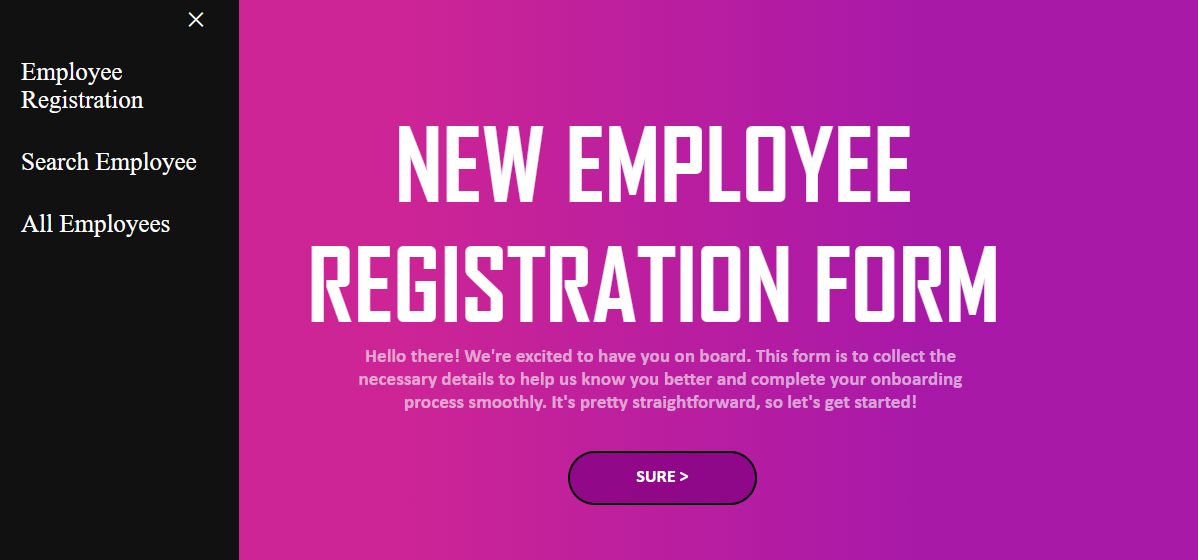 ×
Employee
Registration
Search Employee
All Employees
NEW EMPLOYEE
REGISTRATION FORM
Hello there! We're excited to have you on board. This form is to collect the
necessary details to help us know you better and complete your onboarding
process smoothly. It's pretty straightforward, so let's get started!
SURE >